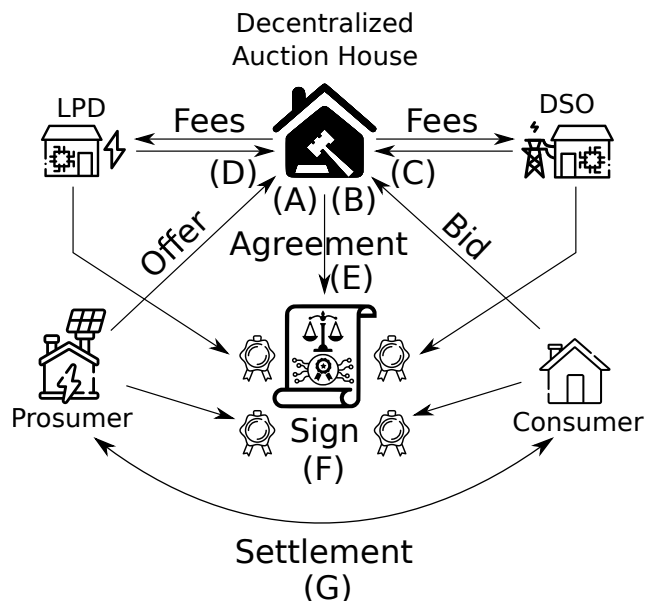 Decentralized
Auction House
LPD
DSO
Fees
Fees
(D)
(C)
(A)
(B)
Offer
Bid
Agreement
(E)
Prosumer
Consumer
Sign
(F)
Settlement
(G)